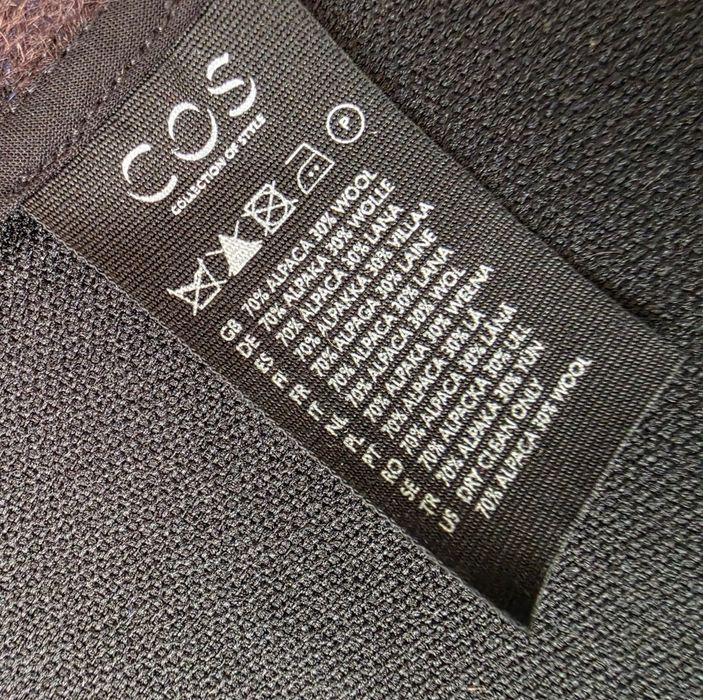 COS
COLLECTION OF STYLE
P
GB 70% ALPACA 30% WOOL
DE 70% ALPAKA 30% WOLLE
ES 70% ALPACA 30% LANA
FI 70% ALPAKKA 30% VILLAA
FR 70% ALPAGA 30% LAINE
IT 70% ALPACA 30% LANA
NL 70% ALPACA 30% WOL
PL 70% ALPAKA 30% WEŁNA
PT 70% ALPACA 30% LÃ
RO 70% ALPACA 30% LÂNĂ
SE 70% ALPACKA 30% ULL
TR 70% ALPAKA 30% YÜN
US DRY CLEAN ONLY
70% ALPACA 30% WOOL